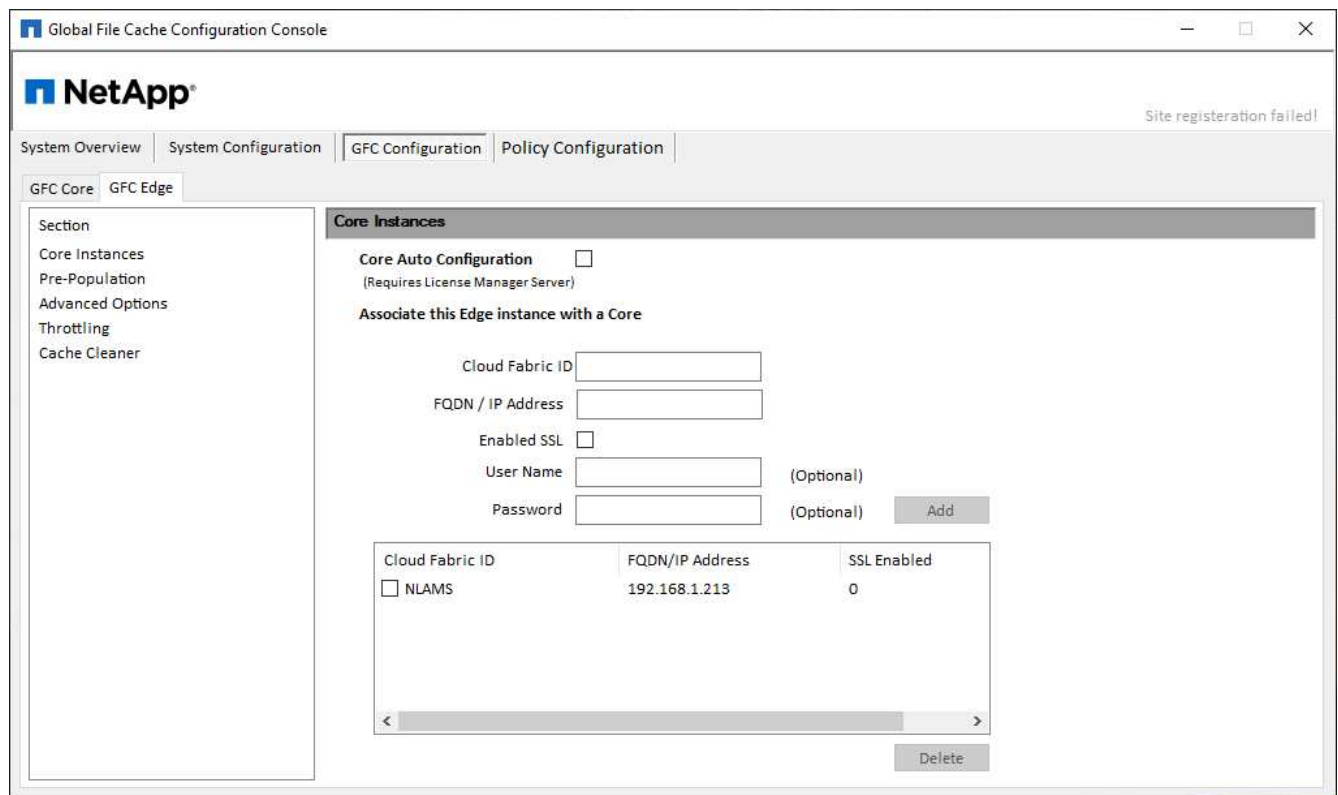 Global File Cache Configuration Console
NetApp®
Site registeration failed!
System Overview System Configuration GFC Configuration Policy Configuration
GFC Core GFC Edge
Section
Core Instances
Pre-Population
Advanced Options
Throttling
Cache Cleaner
Core Instances
Core Auto Configuration
(Requires License Manager Server)
Associate this Edge instance with a Core
Cloud Fabric ID
FQDN / IP Address
Enabled SSL
User Name (Optional)
Password (Optional) Add
Cloud Fabric ID FQDN/IP Address SSL Enabled
NLAMS 192.168.1.213 0
Delete